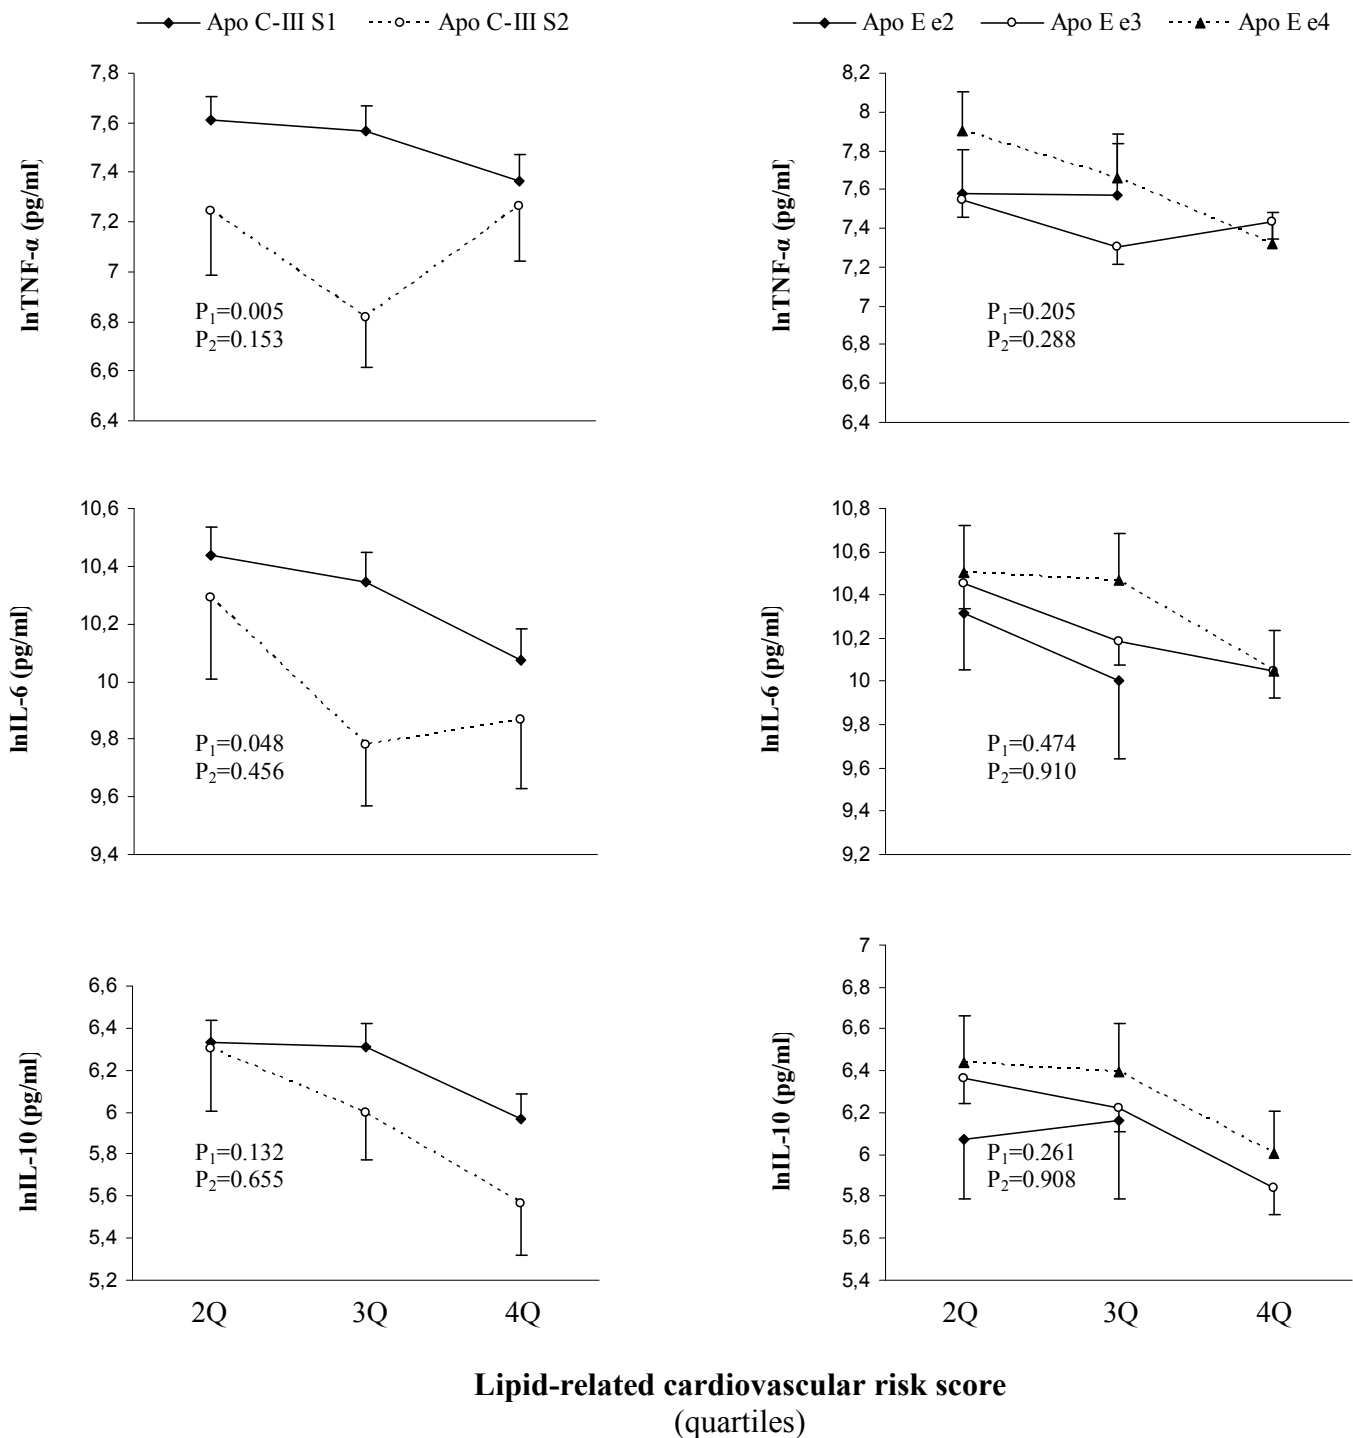 Apo C-III S1 Apo C-III S2
7,8
7,6
7,4
7,2
7
6,8
6,6
6,4
lnTNF-α (pg/ml)
P₁=0.005
P₂=0.153
Apo E e2 Apo E e3 Apo E e4
8,2
8
7,8
7,6
7,4
7,2
7
6,8
6,6
6,4
lnTNF-α (pg/ml)
P₁=0.205
P₂=0.288
10,6
10,4
10,2
10
9,8
9,6
9,4
lnIL-6 (pg/ml)
P₁=0.048
P₂=0.456
10,8
10,6
10,4
10,2
10
9,8
9,6
9,4
9,2
lnIL-6 (pg/ml)
P₁=0.474
P₂=0.910
6,6
6,4
6,2
6
5,8
5,6
5,4
5,2
lnIL-10 (pg/ml)
P₁=0.132
P₂=0.655
2Q 3Q 4Q
7
6,8
6,6
6,4
6,2
6
5,8
5,6
5,4
lnIL-10 (pg/ml)
P₁=0.261
P₂=0.908
2Q 3Q 4Q
Lipid-related cardiovascular risk score
(quartiles)